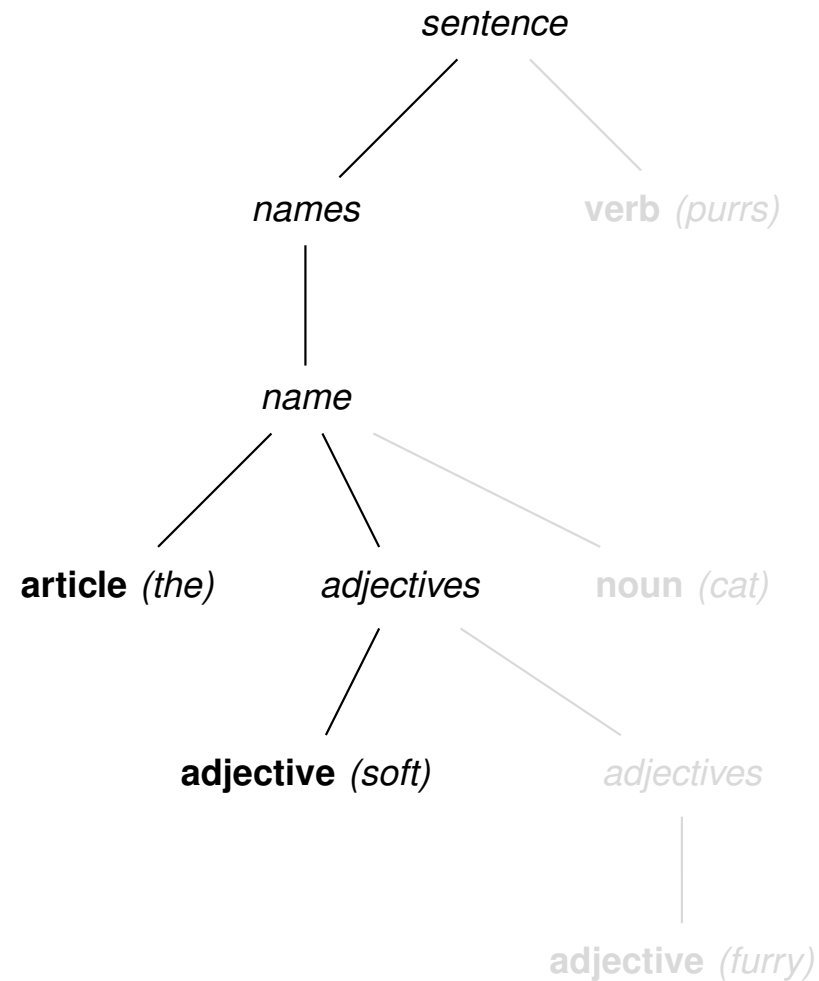 sentence
names verb (purrs)
name
article (the) adjectives noun (cat)
adjective (soft) adjectives
adjective (furry)